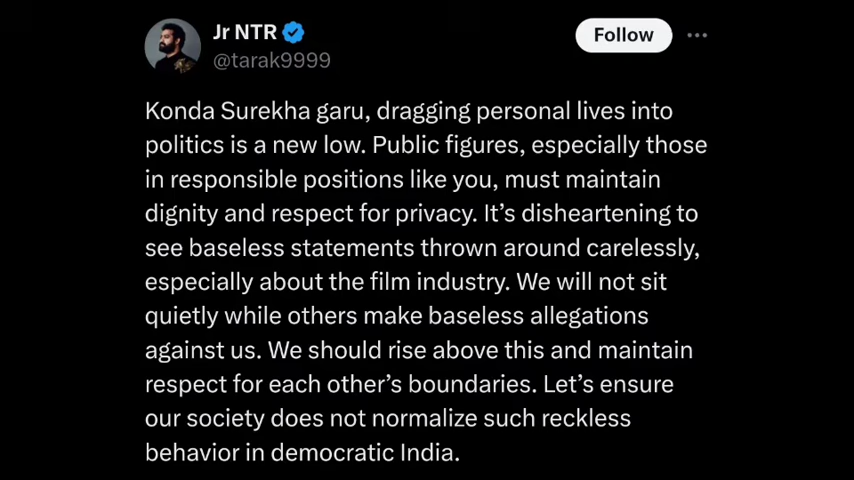 Jr NTR
@tarak9999
Follow
Konda Surekha garu, dragging personal lives into
politics is a new low. Public figures, especially those
in responsible positions like you, must maintain
dignity and respect for privacy. It’s disheartening to
see baseless statements thrown around carelessly,
especially about the film industry. We will not sit
quietly while others make baseless allegations
against us. We should rise above this and maintain
respect for each other’s boundaries. Let’s ensure
our society does not normalize such reckless
behavior in democratic India.